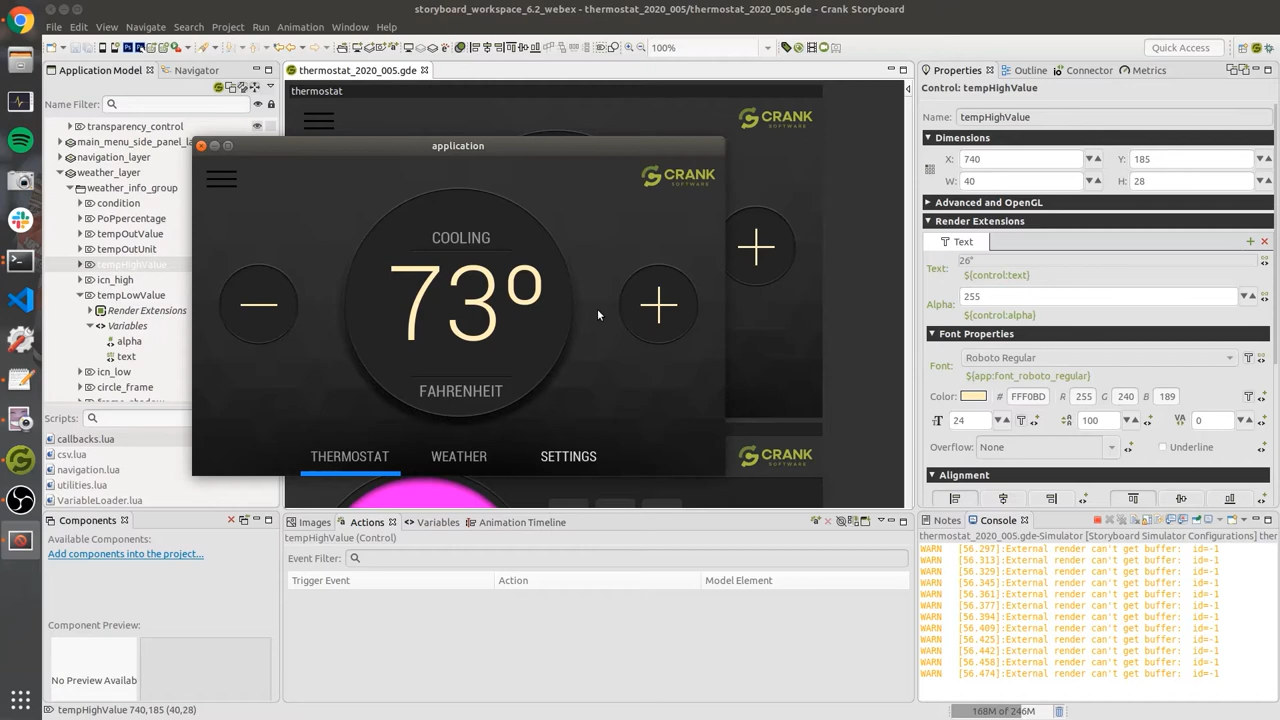 storyboard_workspace_6.2_webex - thermostat_2020_005/thermostat_2020_005.gde - Crank Storyboard
File Edit View Navigate Search Project Run Animation Window Help
100%
Quick Access
Application Model
Navigator
thermostat_2020_005.gde
Properties
Outline
Connector
Metrics
Control: tempHighValue
Name Filter:
thermostat
CRANK
Name: tempHighValue
transparency_control
main_menu_side_panel_la
navigation_layer
weather_layer
weather_info_group
condition
PoPpercentage
tempOutValue
tempOutUnit
tempHighValue
icn_high
tempLowValue
Render Extensions
Variables
alpha
text
icn_low
circle_frame
application
CRANK
SOFTWARE
COOLING
73º
FAHRENHEIT
THERMOSTAT WEATHER SETTINGS
CRANK
Dimensions
X: 740 Y: 185
W: 40 H: 28
Advanced and OpenGL
Render Extensions
Text
Text: 26°
${control:text}
Alpha: 255
${control:alpha}
Font Properties
Font: Roboto Regular
${app:font_roboto_regular}
Color: # FFF0BD R 255 G 240 B 189
24 100 VA 0
Overflow: None Underline
Alignment
Scripts:
callbacks.lua
csv.lua
navigation.lua
utilities.lua
VariableLoader.lua
Components
Available Components:
Add components into the project...
Component Preview:
No Preview Availab
Images
Actions
Variables
Animation Timeline
tempHighValue (Control)
Event Filter:
Trigger Event Action Model Element
Notes
Console
thermostat_2020_005.gde-Simulator [Storyboard Simulator Configurations] ther
WARN [56.297]:External render can't get buffer: id=-1
WARN [56.313]:External render can't get buffer: id=-1
WARN [56.329]:External render can't get buffer: id=-1
WARN [56.345]:External render can't get buffer: id=-1
WARN [56.361]:External render can't get buffer: id=-1
WARN [56.377]:External render can't get buffer: id=-1
WARN [56.394]:External render can't get buffer: id=-1
WARN [56.409]:External render can't get buffer: id=-1
WARN [56.425]:External render can't get buffer: id=-1
WARN [56.442]:External render can't get buffer: id=-1
WARN [56.458]:External render can't get buffer: id=-1
WARN [56.474]:External render can't get buffer: id=-1
tempHighValue 740,185 (40,28)
168M of 246M